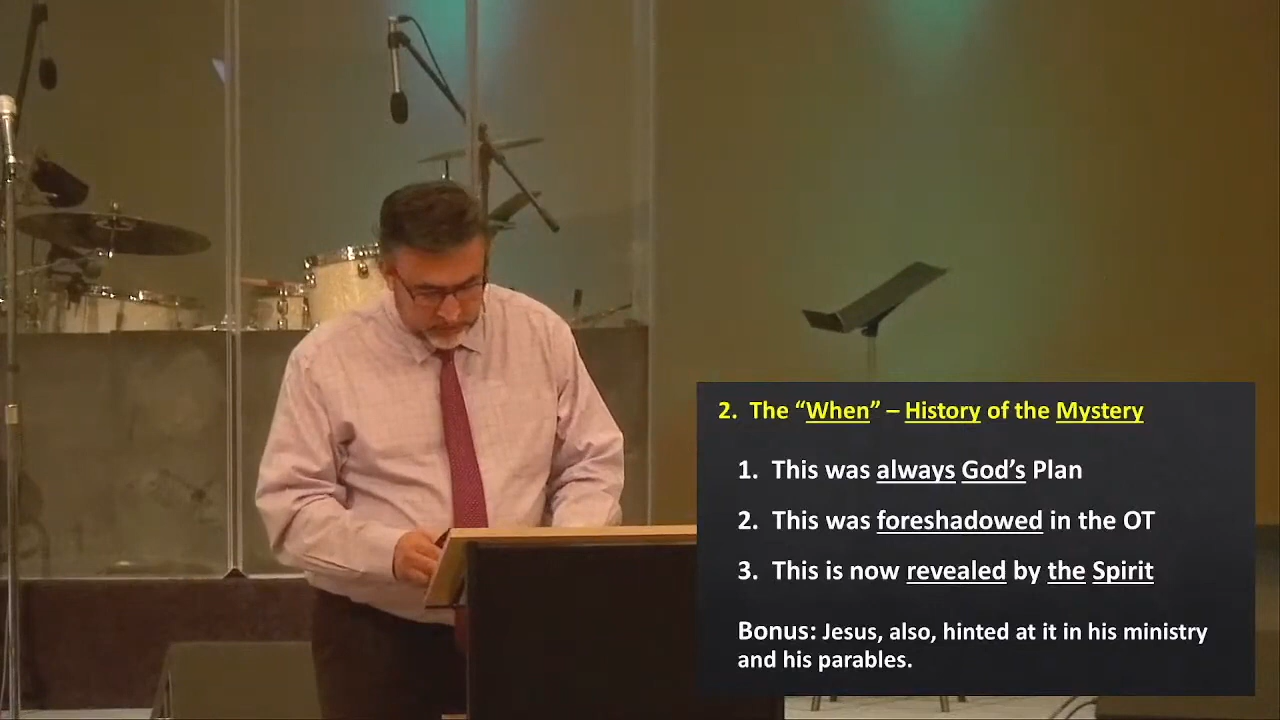 2. The “When” – History of the Mystery
1. This was always God’s Plan
2. This was foreshadowed in the OT
3. This is now revealed by the Spirit
Bonus: Jesus, also, hinted at it in his ministry
and his parables.